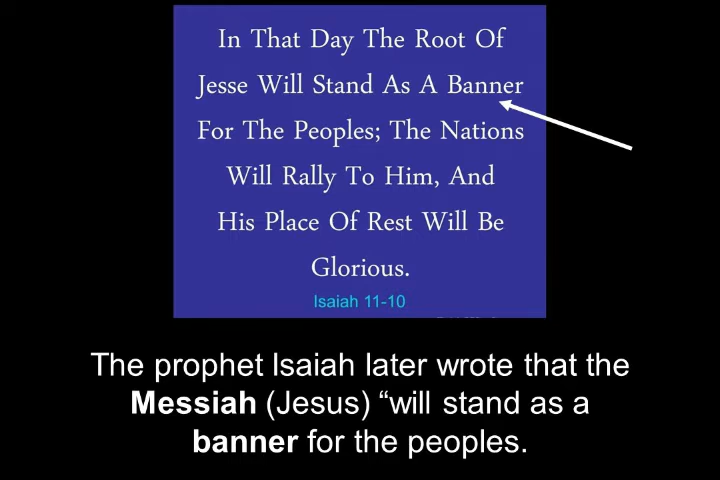 In That Day The Root Of
Jesse Will Stand As A Banner
For The Peoples; The Nations
Will Rally To Him, And
His Place Of Rest Will Be
Glorious.
Isaiah 11-10
The prophet Isaiah later wrote that the
Messiah (Jesus) “will stand as a
banner for the peoples.